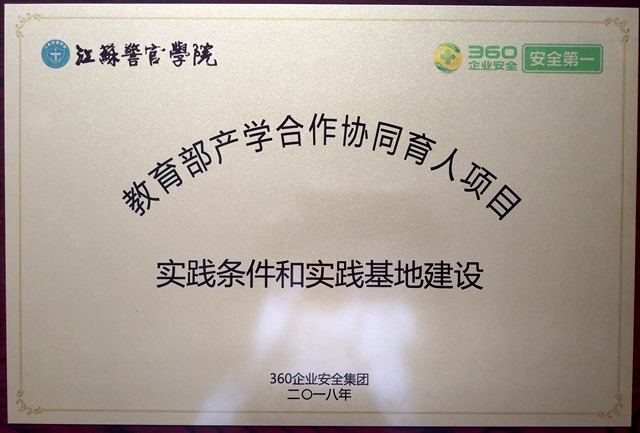 江蘇警官學院
360
企业安全
安全第一
教育部产学合作协同育人项目
实践条件和实践基地建设
360企业安全集团
二〇一八年